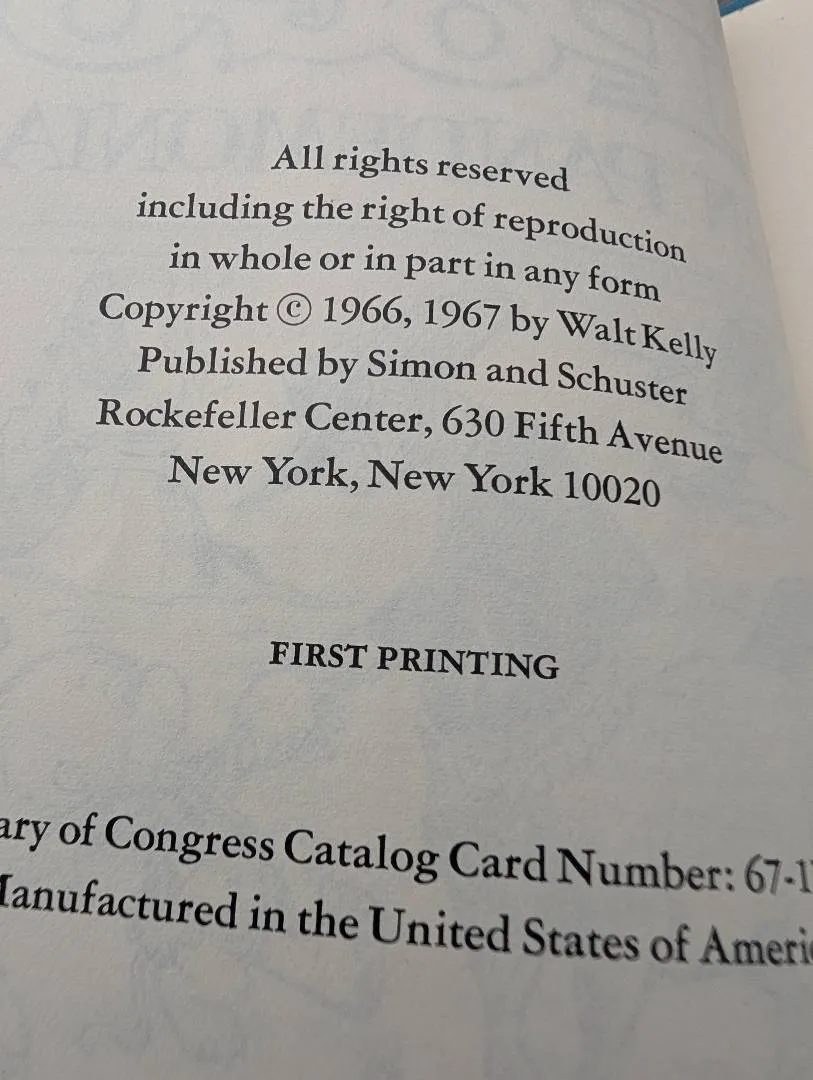 All rights reserved
including the right of reproduction
in whole or in part in any form
Copyright © 1966, 1967 by Walt Kelly
Published by Simon and Schuster
Rockefeller Center, 630 Fifth Avenue
New York, New York 10020
FIRST PRINTING
ary of Congress Catalog Card Number: 67-1
anufactured in the United States of Ameri